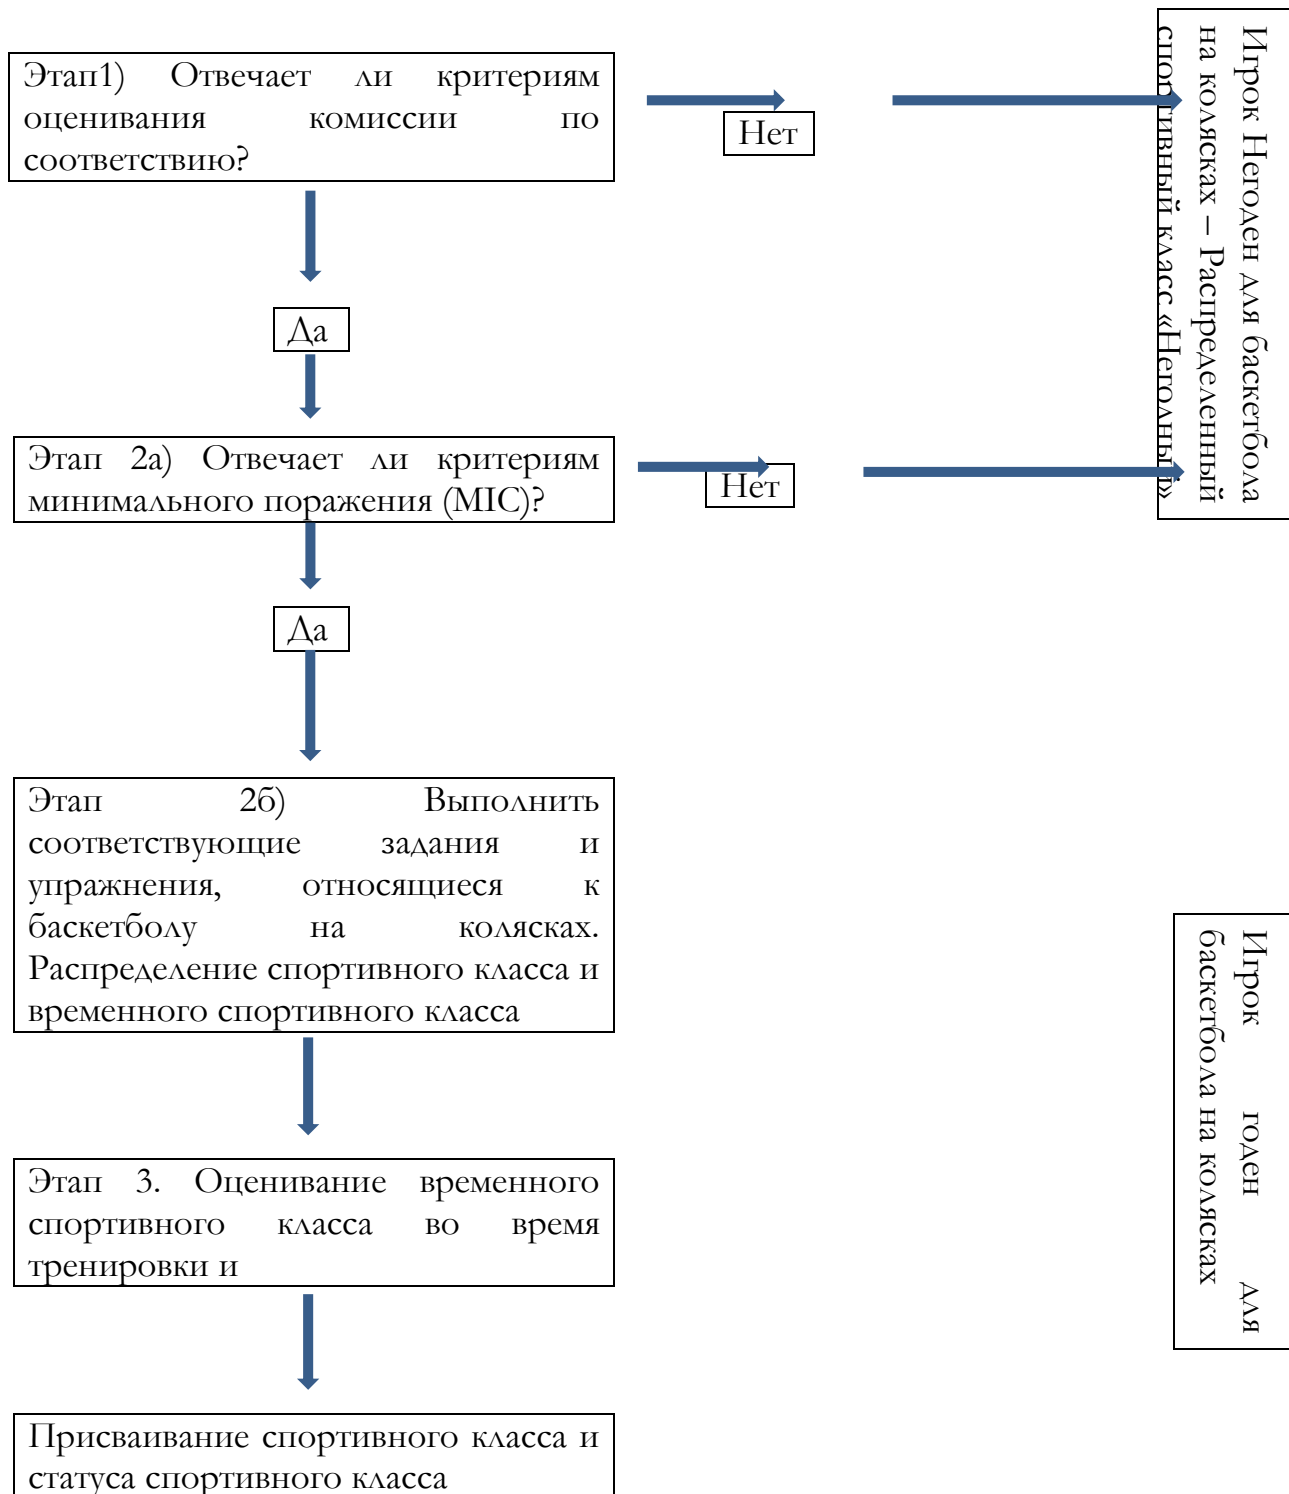 Этап1) Отвечает ли критериям
оценивания комиссии по
соответствию?
Нет
Игрок Негоден для баскетбола
на колясках – Распределенный
спортивный класс «Негодный»
Да
Этап 2а) Отвечает ли критериям
минимального поражения (MIC)?
Нет
Да
Этап 2б) Выполнить
соответствующие задания и
упражнения, относящиеся к
баскетболу на колясках.
Распределение спортивного класса и
временного спортивного класса
Игрок годен для
баскетбола на колясках
Этап 3. Оценивание временного
спортивного класса во время
тренировки и
Присваивание спортивного класса и
статуса спортивного класса